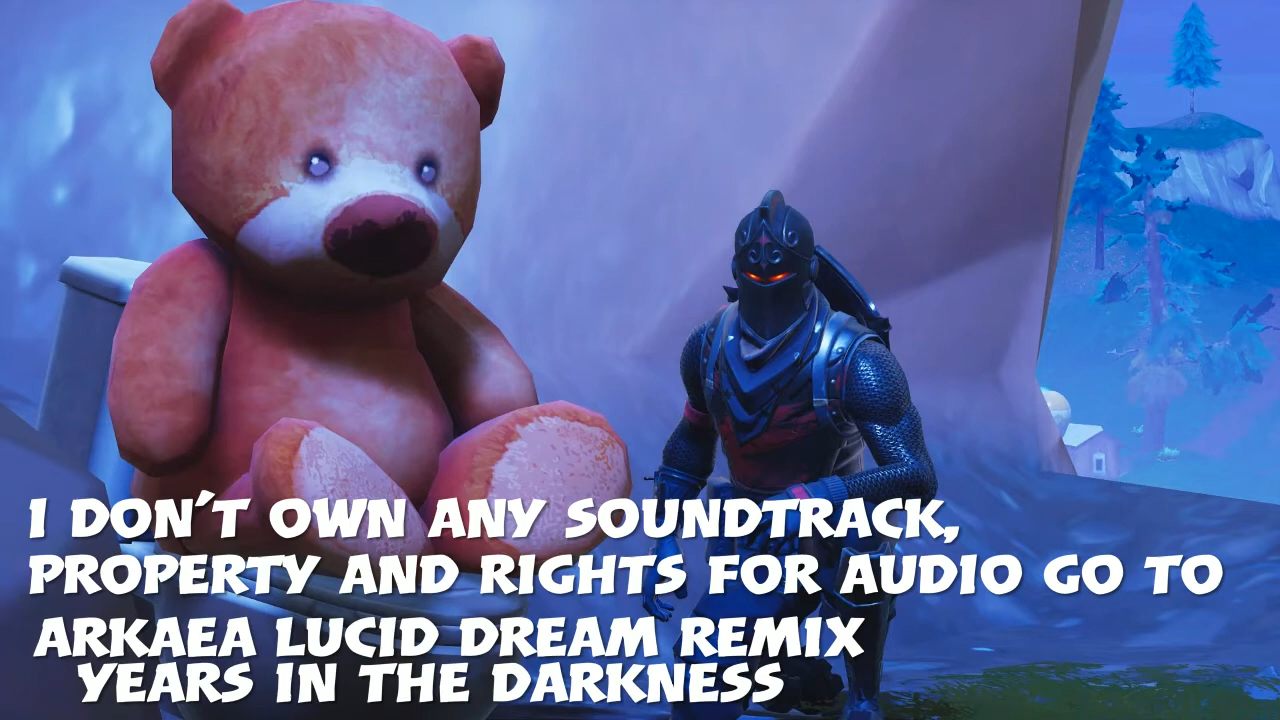 I DON'T OWN ANY SOUNDTRACK,
PROPERTY AND RIGHTS FOR AUDIO GO TO
ARKAEA LUCID DREAM REMIX
YEARS IN THE DARKNESS